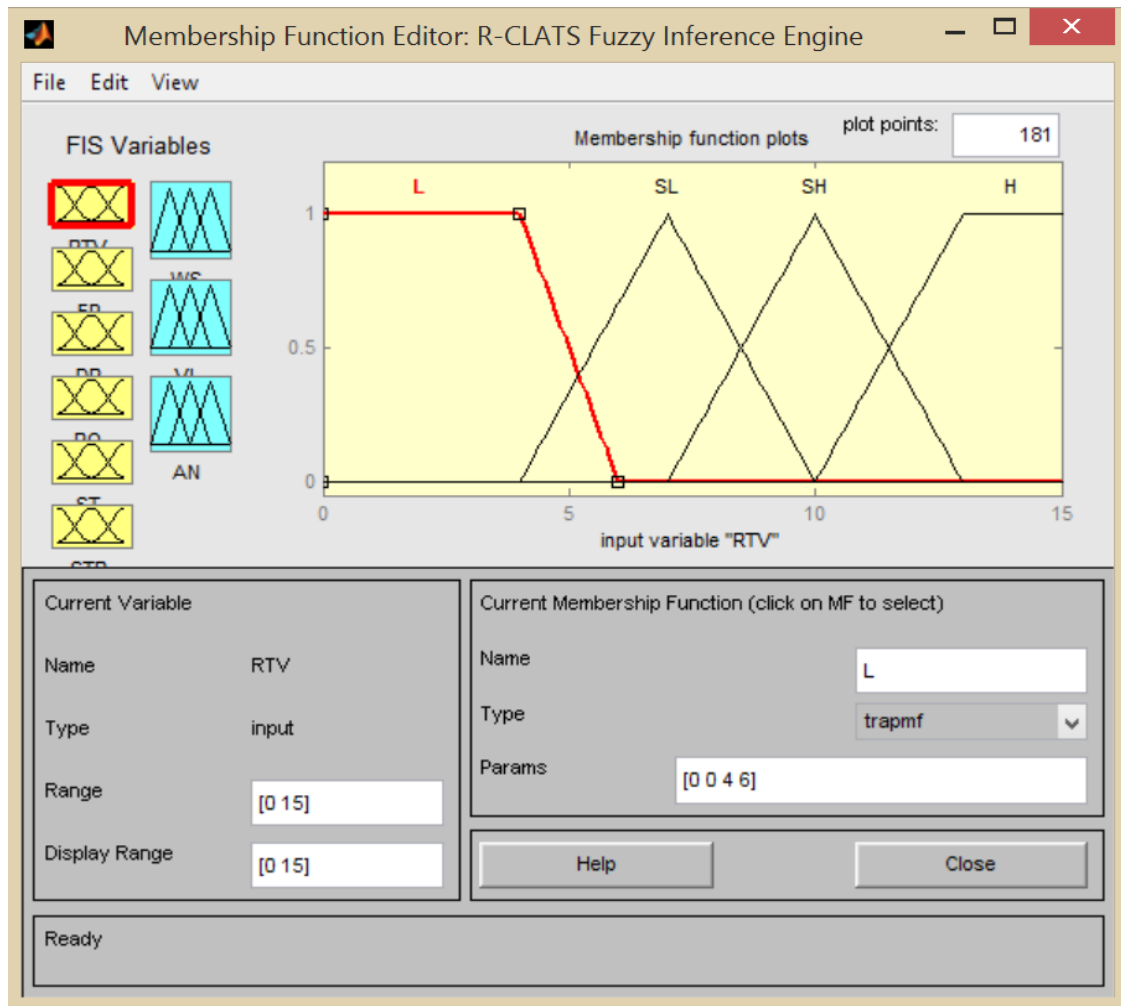 Membership Function Editor: R-CLATS Fuzzy Inference Engine
File Edit View
FIS Variables
AN
Membership function plots
plot points: 181
L SL SH H
1
0.5
0
0 5 10 15
input variable "RTV"
Current Variable
Name RTV
Type input
Range [0 15]
Display Range [0 15]
Current Membership Function (click on MF to select)
Name L
Type trapmf
Params [0 0 4 6]
Help Close
Ready